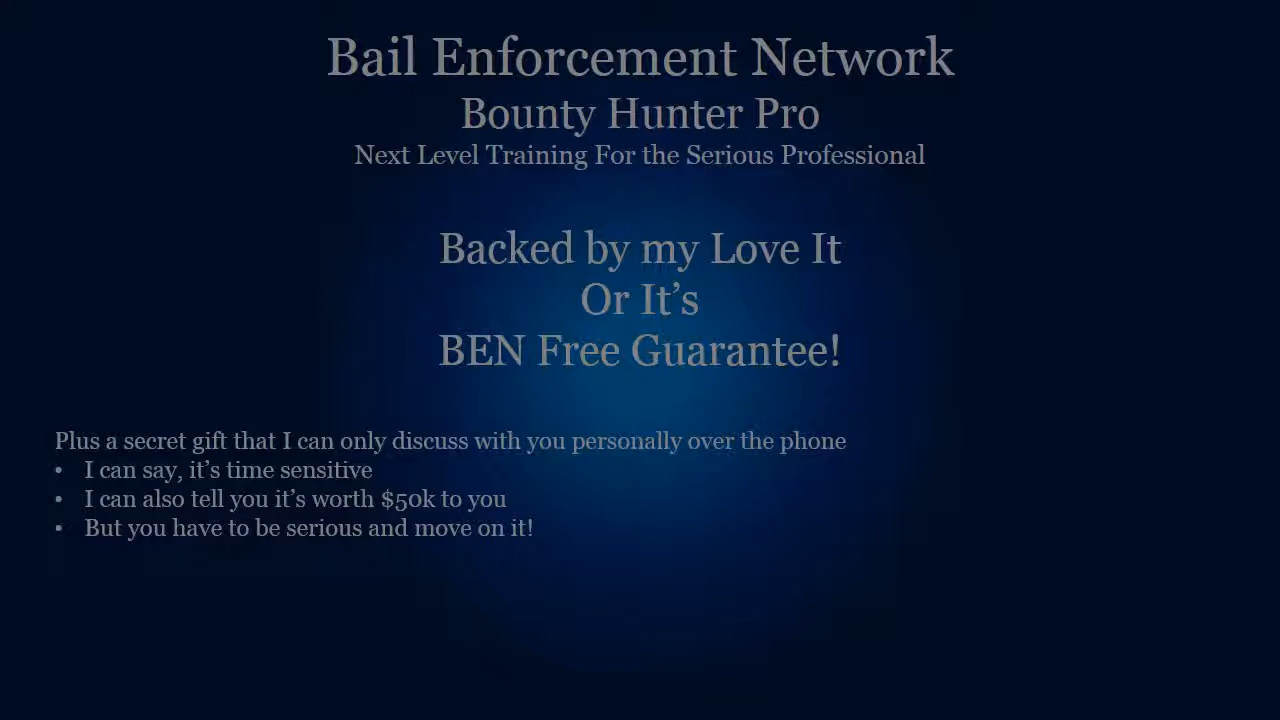 Bail Enforcement Network
Bounty Hunter Pro
Next Level Training For the Serious Professional
Backed by my Love It
Or It’s
BEN Free Guarantee!
Plus a secret gift that I can only discuss with you personally over the phone
• I can say, it’s time sensitive
• I can also tell you it’s worth $50k to you
• But you have to be serious and move on it!